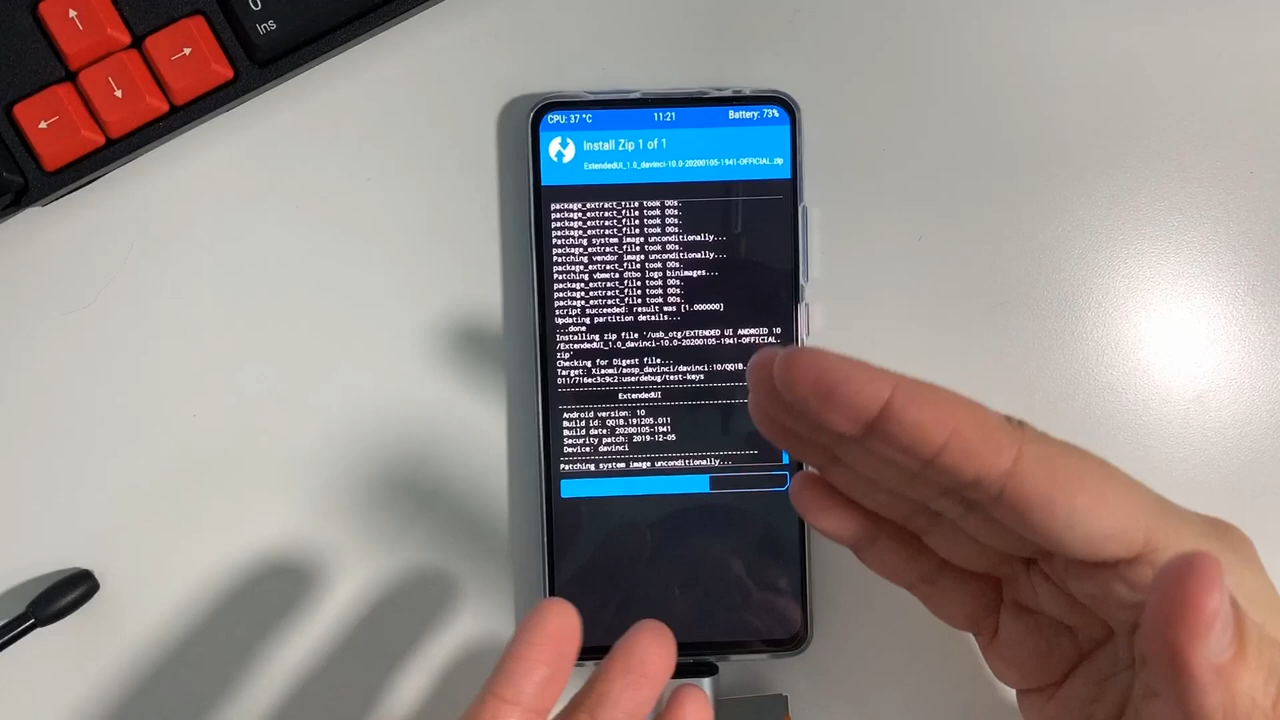 0
Ins
CPU: 37 °C 11:21 Battery: 73%
Install Zip 1 of 1
ExtendedUI_1.0_davinci-10.0-20200105-1941-OFFICIAL.zip
package_extract_file took 00s.
package_extract_file took 00s.
package_extract_file took 00s.
package_extract_file took 00s.
Patching system image unconditionally...
package_extract_file took 00s.
Patching vendor image unconditionally...
package_extract_file took 00s.
Patching vbmeta dtbo logo binimages...
package_extract_file took 00s.
package_extract_file took 00s.
package_extract_file took 00s.
script succeeded: result was [1.000000]
Updating partition details...
...done
Installing zip file '/usb_otg/EXTENDED UI ANDROID 10
/ExtendedUI_1.0_davinci-10.0-20200105-1941-OFFICIAL.
zip'
Checking for Digest file...
Target: Xiaomi/aosp_davinci/davinci:10/QQ1B.
011/716ec3c9c2:userdebug/test-keys
ExtendedUI
Android version: 10
Build id: QQ1B.191205.011
Build date: 20200105-1941
Security patch: 2019-12-05
Device: davinci
Patching system image unconditionally...